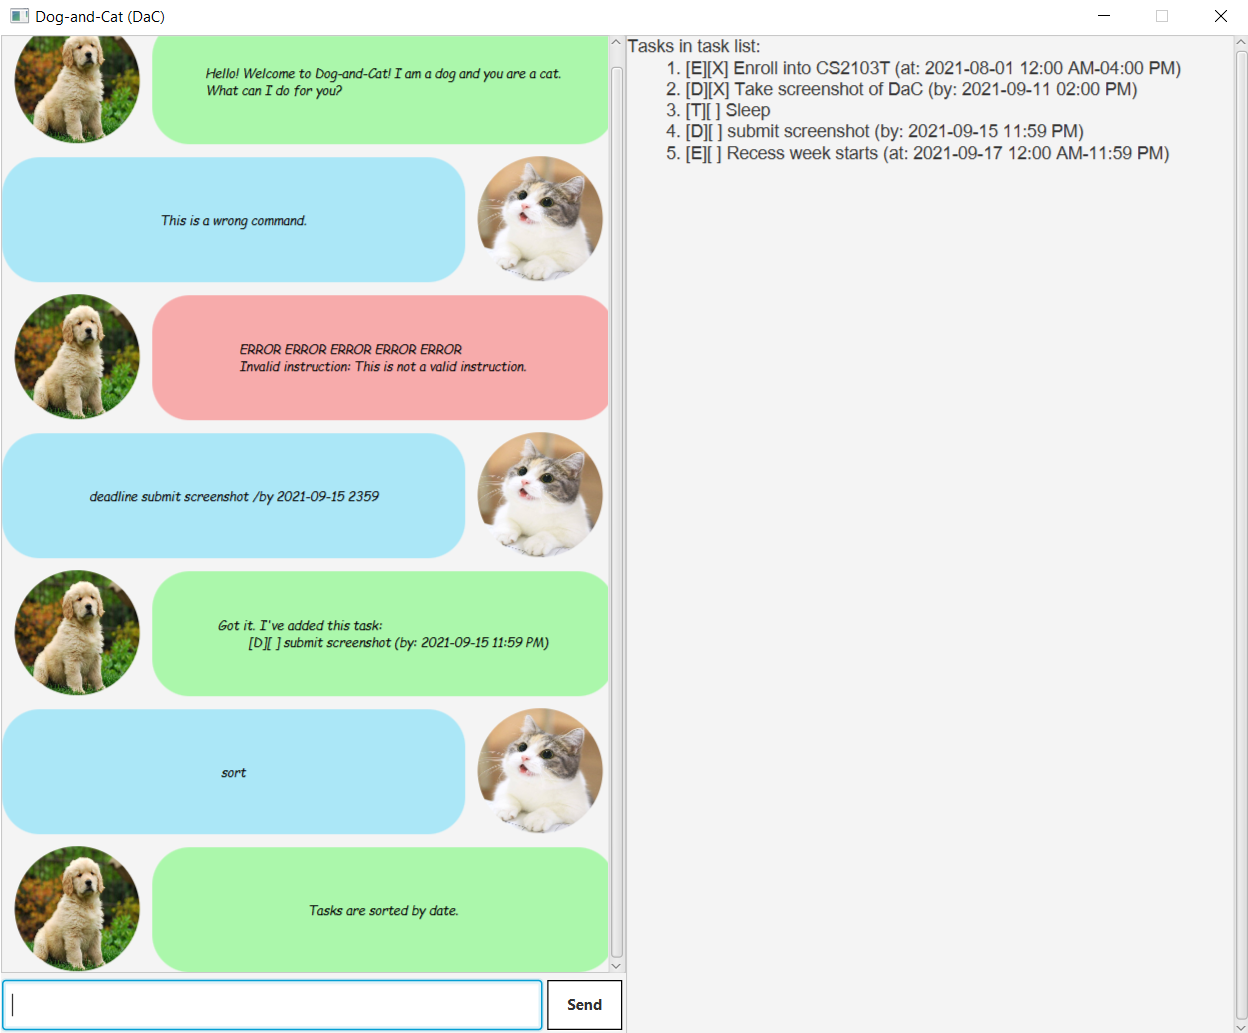 Dog-and-Cat (DaC)
Hello! Welcome to Dog-and-Cat! I am a dog and you are a cat.
What can I do for you?
This is a wrong command.
ERROR ERROR ERROR ERROR ERROR
Invalid instruction: This is not a valid instruction.
deadline submit screenshot /by 2021-09-15 2359
Got it. I've added this task:
[D][ ] submit screenshot (by: 2021-09-15 11:59 PM)
sort
Tasks are sorted by date.
Send
Tasks in task list:
1. [E][X] Enroll into CS2103T (at: 2021-08-01 12:00 AM-04:00 PM)
2. [D][X] Take screenshot of DaC (by: 2021-09-11 02:00 PM)
3. [T][ ] Sleep
4. [D][ ] submit screenshot (by: 2021-09-15 11:59 PM)
5. [E][ ] Recess week starts (at: 2021-09-17 12:00 AM-11:59 PM)